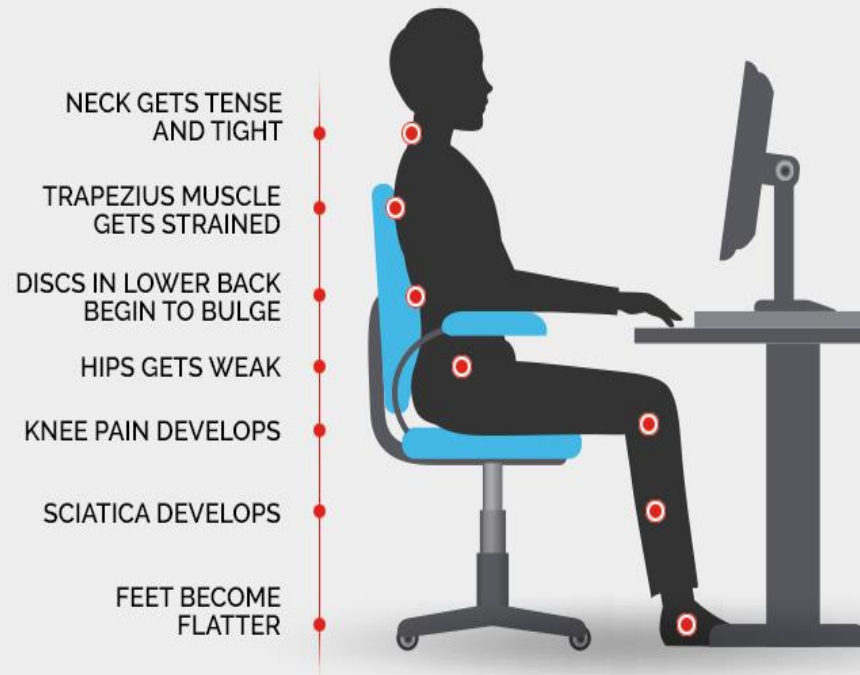 NECK GETS TENSE
AND TIGHT
TRAPEZIUS MUSCLE
GETS STRAINED
DISCS IN LOWER BACK
BEGIN TO BULGE
HIPS GETS WEAK
KNEE PAIN DEVELOPS
SCIATICA DEVELOPS
FEET BECOME
FLATTER